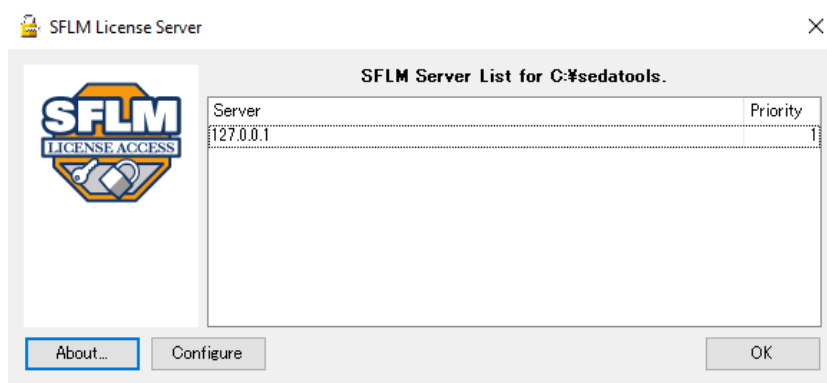 SFLM License Server
SFLM Server List for C:¥sedatools.
SFLM
LICENSE ACCESS
Server Priority
127.0.0.1 1
About... Configure OK